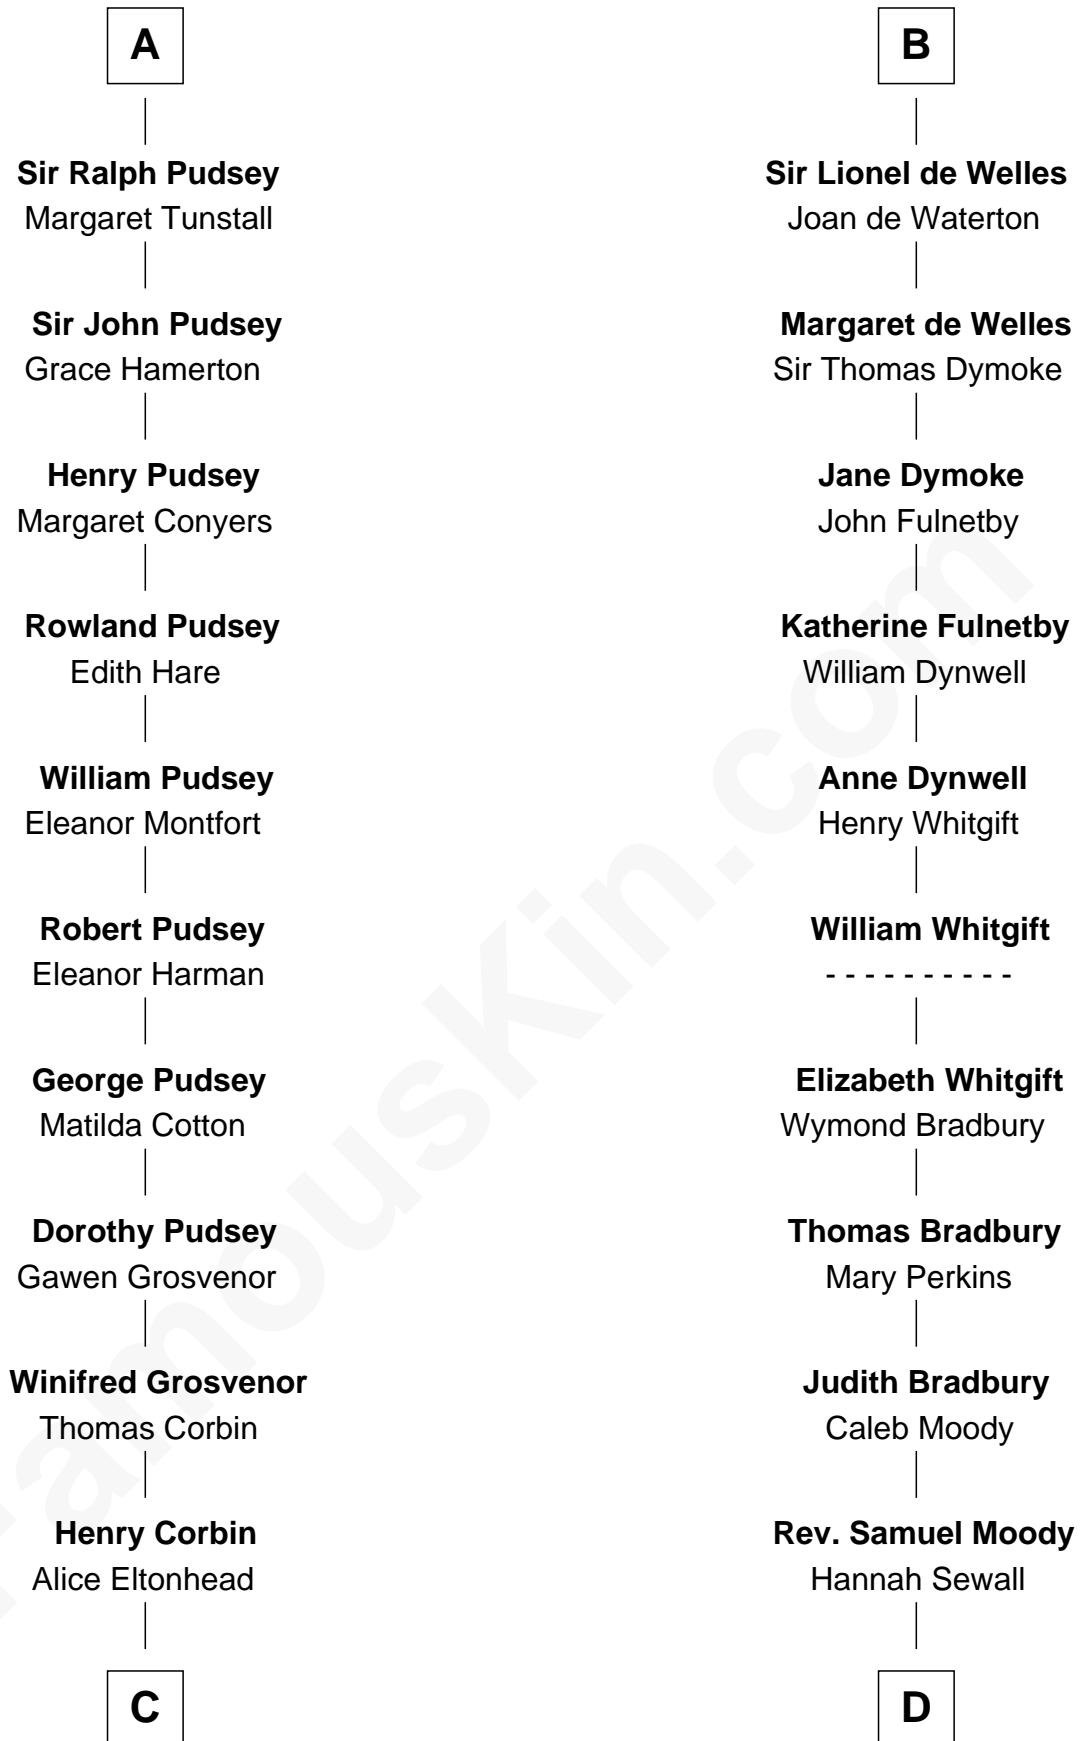 A
Sir Ralph Pudsey
Margaret Tunstall
Sir John Pudsey
Grace Hamerton
Henry Pudsey
Margaret Conyers
Rowland Pudsey
Edith Hare
William Pudsey
Eleanor Montfort
Robert Pudsey
Eleanor Harman
George Pudsey
Matilda Cotton
Dorothy Pudsey
Gawen Grosvenor
Winifred Grosvenor
Thomas Corbin
Henry Corbin
Alice Eltonhead
C
B
Sir Lionel de Welles
Joan de Waterton
Margaret de Welles
Sir Thomas Dymoke
Jane Dymoke
John Fulnetby
Katherine Fulnetby
William Dynwell
Anne Dynwell
Henry Whitgift
William Whitgift
- - - - - - - - - -
Elizabeth Whitgift
Wymond Bradbury
Thomas Bradbury
Mary Perkins
Judith Bradbury
Caleb Moody
Rev. Samuel Moody
Hannah Sewall
D
FamousKin.com